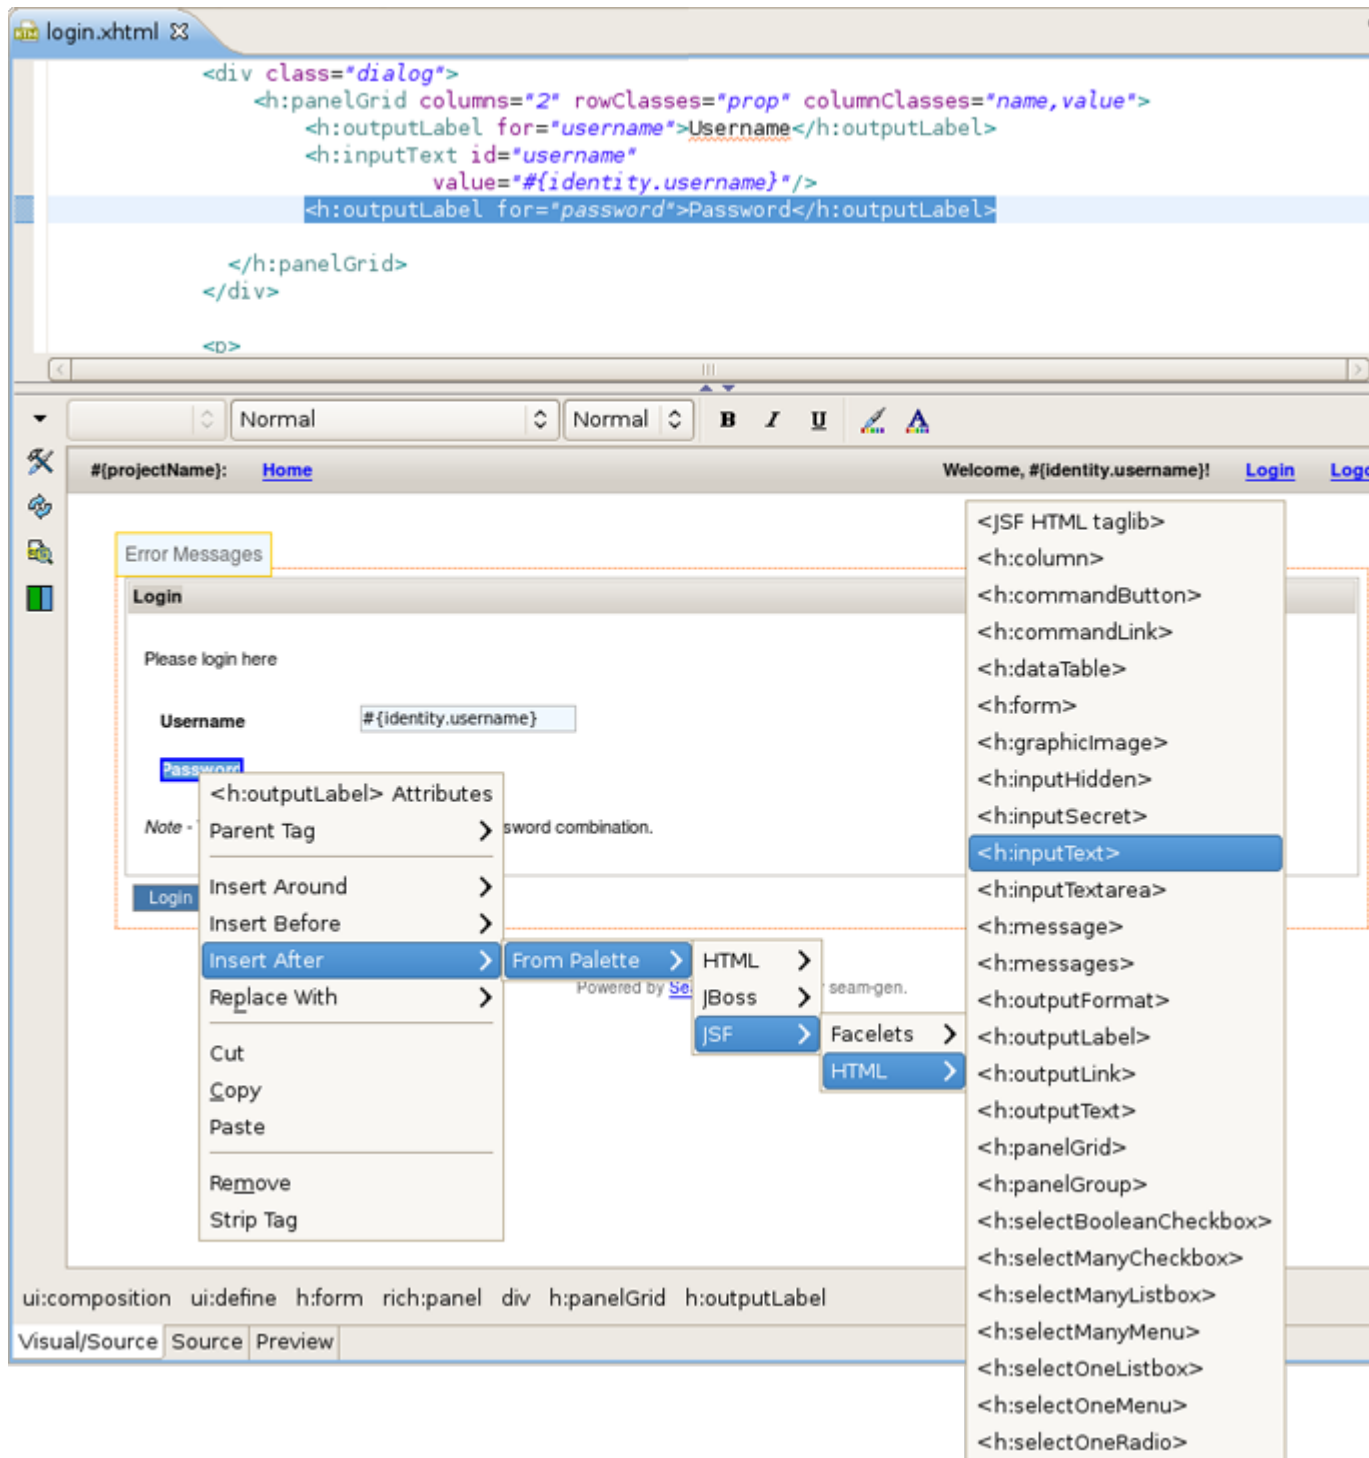 login.xhtml
<div class="dialog">
<h:panelGrid columns="2" rowClasses="prop" columnClasses="name,value">
<h:outputLabel for="username">Username</h:outputLabel>
<h:inputText id="username"
value="#{identity.username}"/>
<h:outputLabel for="password">Password</h:outputLabel>
</h:panelGrid>
</div>
<p>
Normal Normal B I U A
#{projectName}: Home Welcome, #{identity.username}! Login
Error Messages
Login
Please login here
Username #{identity.username}
Password
Note - sword combination.
Login
Powered by seam-gen.
<h:outputLabel> Attributes
Parent Tag
Insert Around
Insert Before
Insert After
Replace With
Cut
Copy
Paste
Remove
Strip Tag
From Palette
HTML
JBoss
JSF
Facelets
HTML
<JSF HTML taglib>
<h:column>
<h:commandButton>
<h:commandLink>
<h:dataTable>
<h:form>
<h:graphicImage>
<h:inputHidden>
<h:inputSecret>
<h:inputText>
<h:inputTextarea>
<h:message>
<h:messages>
<h:outputFormat>
<h:outputLabel>
<h:outputLink>
<h:outputText>
<h:panelGrid>
<h:panelGroup>
<h:selectBooleanCheckbox>
<h:selectManyCheckbox>
<h:selectManyListbox>
<h:selectManyMenu>
<h:selectOneListbox>
<h:selectOneMenu>
<h:selectOneRadio>
ui:composition ui:define h:form rich:panel div h:panelGrid h:outputLabel
Visual/Source Source Preview